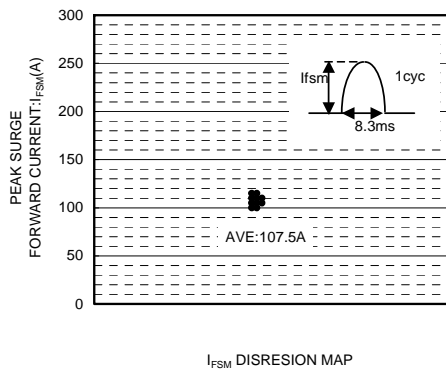 300
250
200
150
100
50
0
PEAK SURGE
FORWARD CURRENT:IFSM(A)
Ifsm
1cyc
8.3ms
AVE:107.5A
IFSM DISRESION MAP